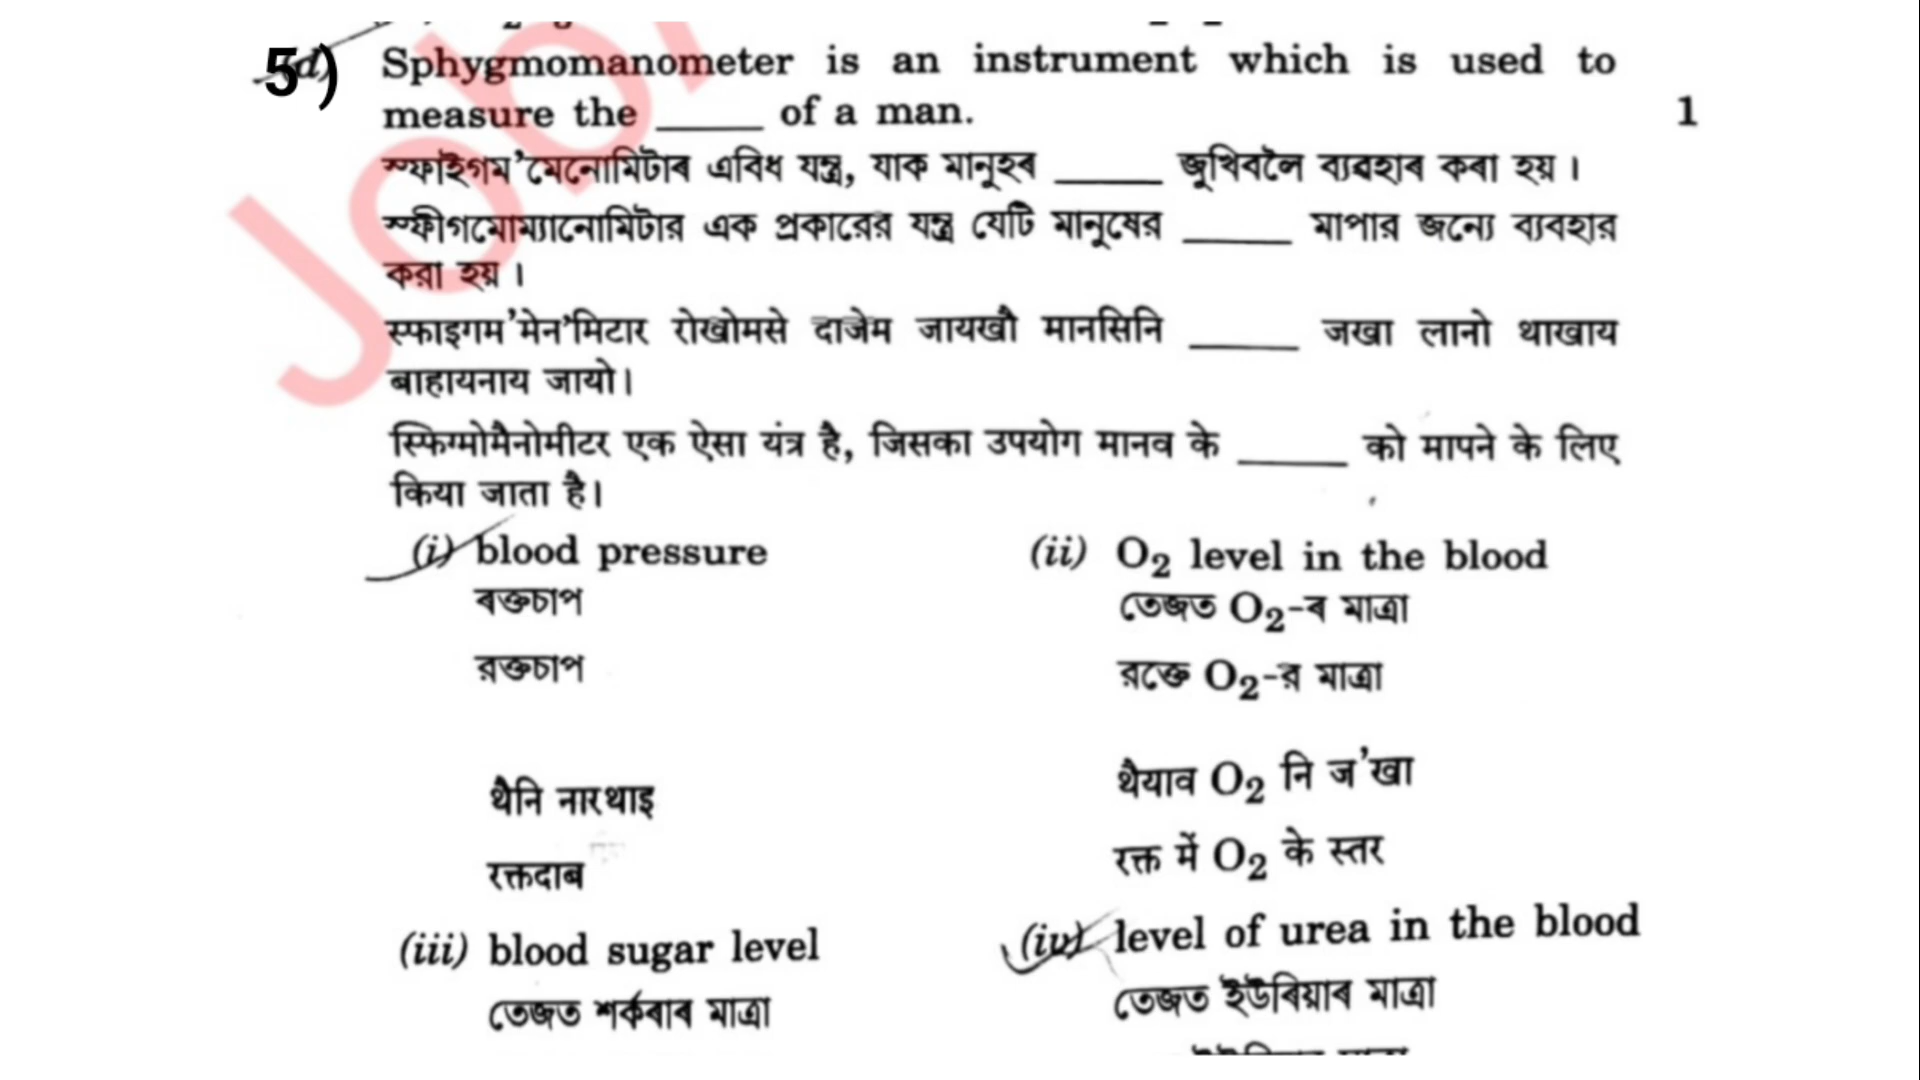 5)
Sphygmomanometer is an instrument which is used to
measure the _____ of a man. 1
স্ফাইগম'মেনোমিটাৰ এবিধ যন্ত্ৰ, যাক মানুহৰ _____ জুখিবলৈ ব্যৱহাৰ কৰা হয়।
স্ফীগমোম্যানোমিটার এক প্রকারের যন্ত্র যেটি মানুষের _____ মাপার জন্যে ব্যবহার
করা হয়।
स्फाइगम'मेन'मिटार रोखोमसे दाजेम जायखौ मानसिनि _____ जखा लानो थाखाय
बाहायनाय जायो।
स्फिग्मोमैनोमीटर एक ऐसा यंत्र है, जिसका उपयोग मानव के _____ को मापने के लिए
किया जाता है।
(i) blood pressure (ii) O₂ level in the blood
ৰক্তচাপ তেজত O₂-ৰ মাত্ৰা
রক্তচাপ রক্তে O₂-র মাত্রা
थैनि नारथाइ थैयाव O₂ नि ज'खा
रक्तदाब रक्त में O₂ के स्तर
(iii) blood sugar level (iv) level of urea in the blood
তেজত শৰ্কৰাৰ মাত্ৰা তেজত ইউৰিয়াৰ মাত্ৰা
Job